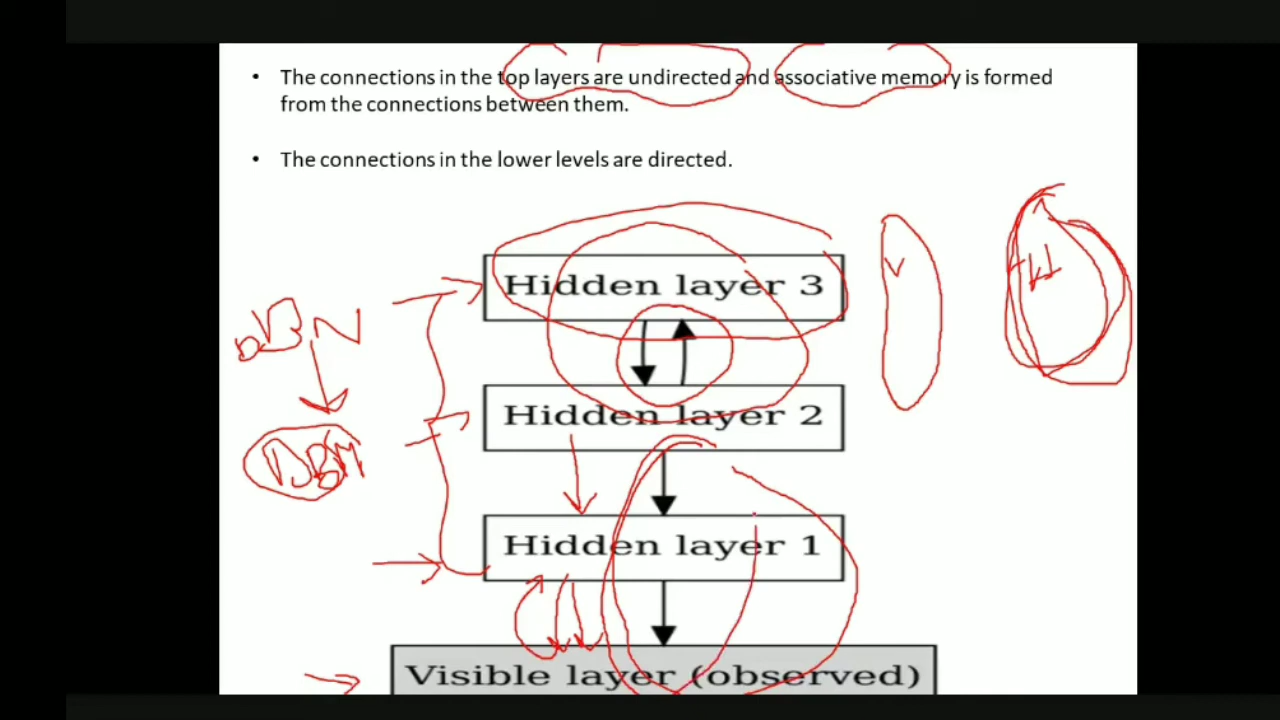 • The connections in the top layers are undirected and associative memory is formed
from the connections between them.
• The connections in the lower levels are directed.
Hidden layer 3
DBN
Hidden layer 2
DBM
Hidden layer 1
Visible layer (observed)